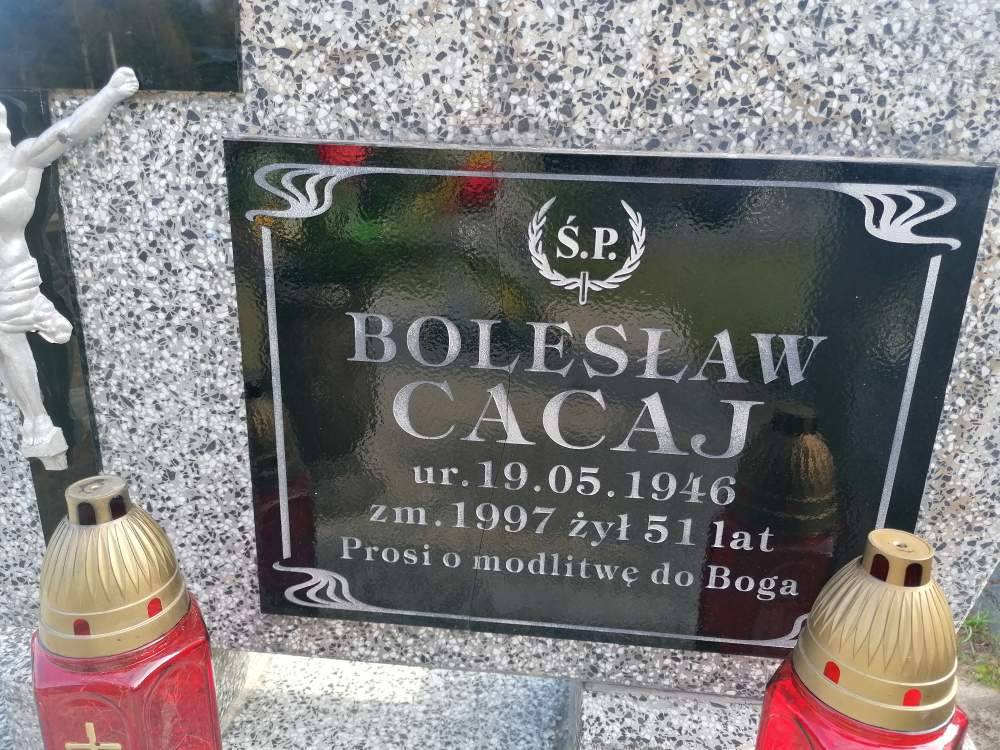 Ś.P.
BOLESŁAW
CACAJ
ur.19.05.1946
zm.1997 żył 51 lat
Prosi o modlitwę do Boga